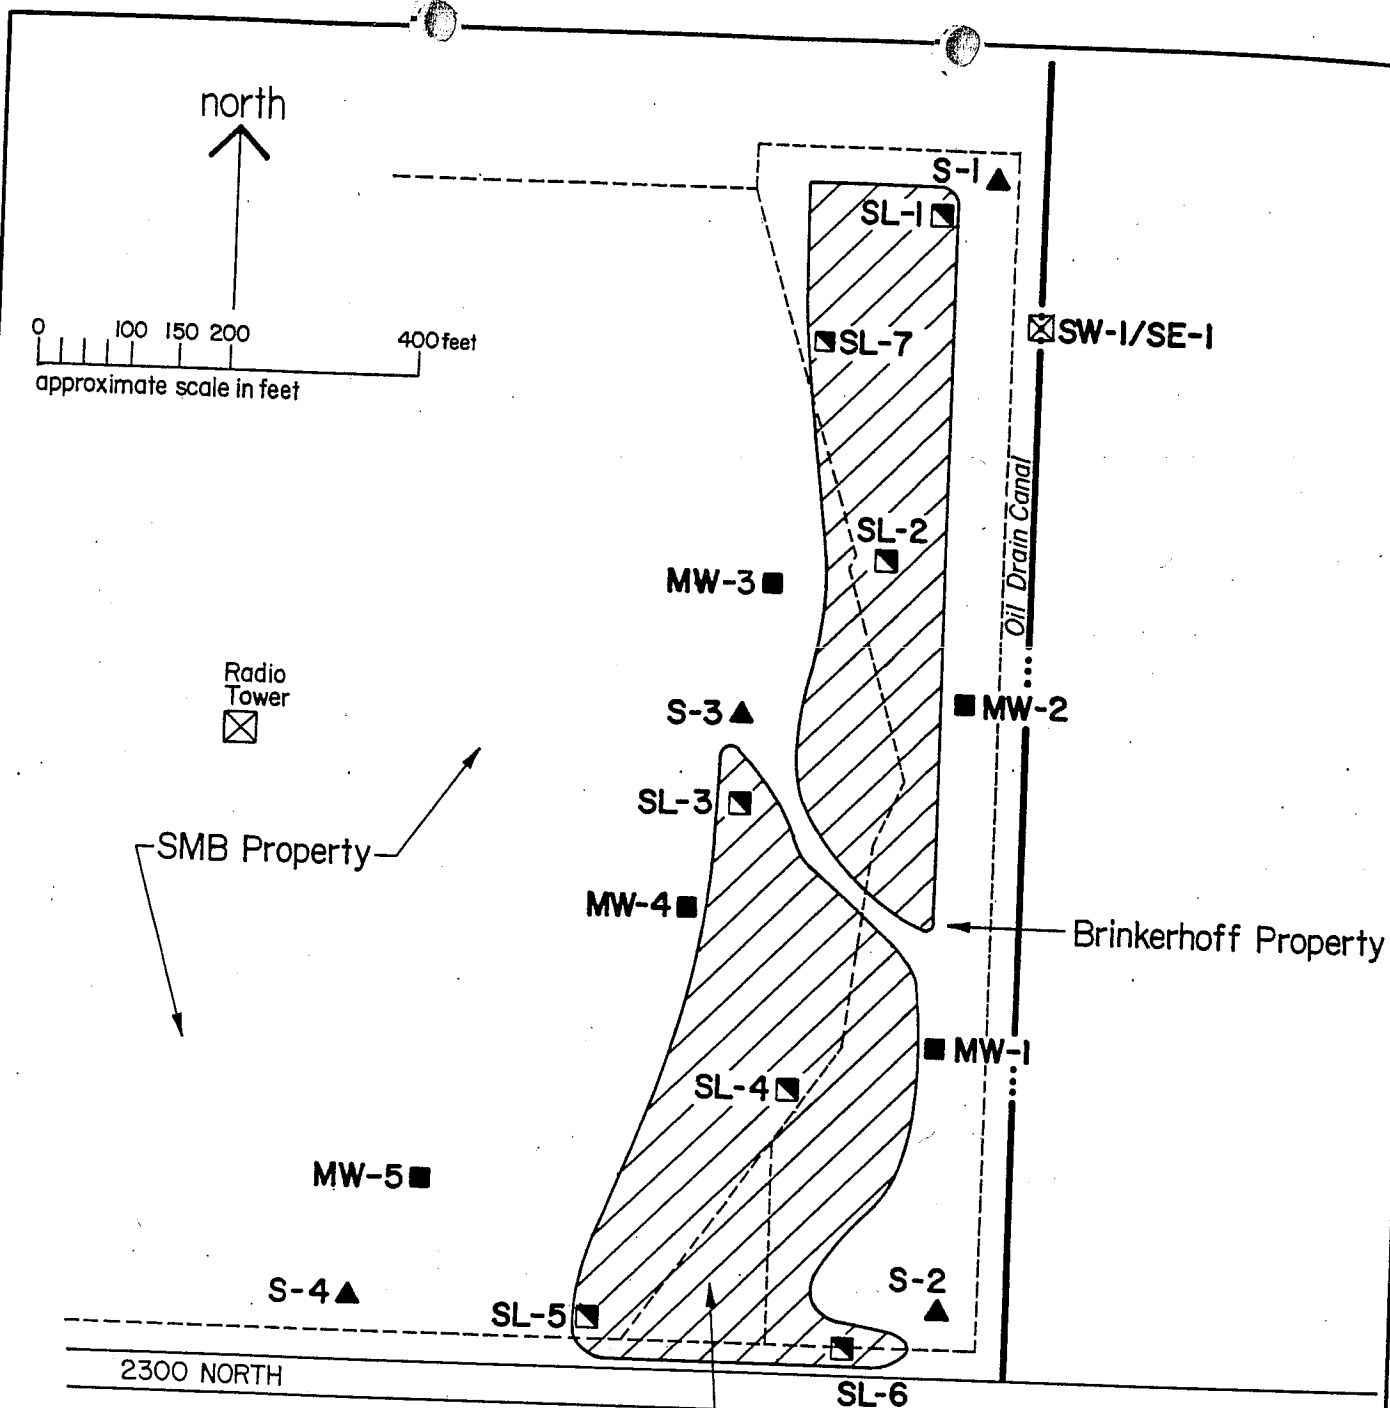 north
S-1
SL-1
0 100 150 200 400 feet
approximate scale in feet
SL-7
SW-1/SE-1
Oil Drain Canal
SL-2
MW-3
Radio
Tower
S-3
MW-2
SL-3
SMB Property
MW-4
Brinkerhoff Property
MW-1
SL-4
MW-5
S-2
S-4
SL-5
2300 NORTH
SL-6